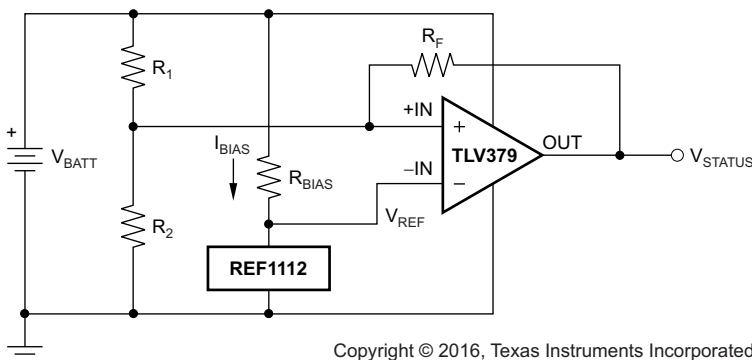 R1
RF
+IN
+
VBATT
IBIAS
+
TLV379
OUT
VSTATUS
RBIAS
−IN
−
R2
VREF
REF1112
Copyright © 2016, Texas Instruments Incorporated